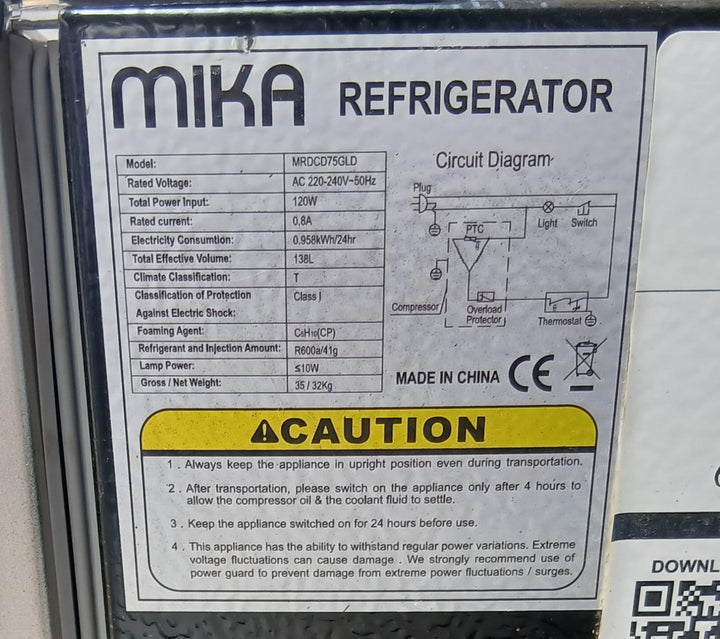 MIKA REFRIGERATOR
Model: MRDCD75GLD
Rated Voltage: AC 220-240V~50Hz
Total Power Input: 120W
Rated current: 0.8A
Electricity Consumtion: 0.958kWh/24hr
Total Effective Volume: 138L
Climate Classification: T
Classification of Protection Against Electric Shock: Class I
Foaming Agent: C5H10(CP)
Refrigerant and Injection Amount: R600a/41g
Lamp Power: ≤10W
Gross / Net Weight: 35 / 32Kg
Circuit Diagram
Plug
Light Switch
PTC
Compressor
Overload
Protector
Thermostat
MADE IN CHINA CE
CAUTION
1 . Always keep the appliance in upright position even during transportation.
2 . After transportation, please switch on the appliance only after 4 hours to
allow the compressor oil & the coolant fluid to settle.
3 . Keep the appliance switched on for 24 hours before use.
4 . This appliance has the ability to withstand regular power variations. Extreme
voltage fluctuations can cause damage . We strongly recommend use of
power guard to prevent damage from extreme power fluctuations / surges.
DOWNL